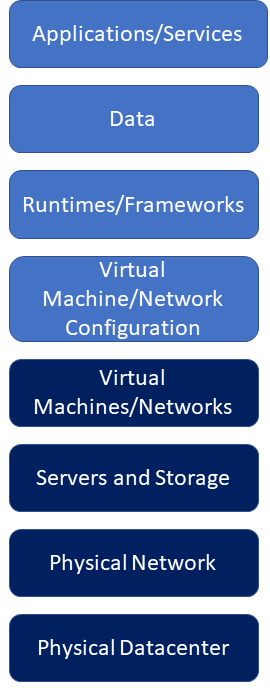 Applications/Services
Data
Runtimes/Frameworks
Virtual
Machine/Network
Configuration
Virtual
Machines/Networks
Servers and Storage
Physical Network
Physical Datacenter